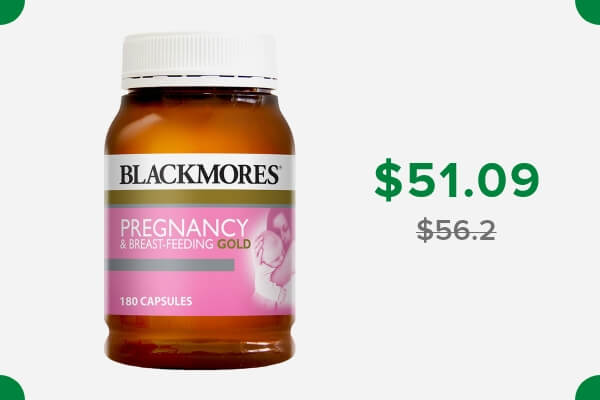 BLACKMORES®
PREGNANCY
& BREAST-FEEDING GOLD
180 CAPSULES
$51.09
$56.2